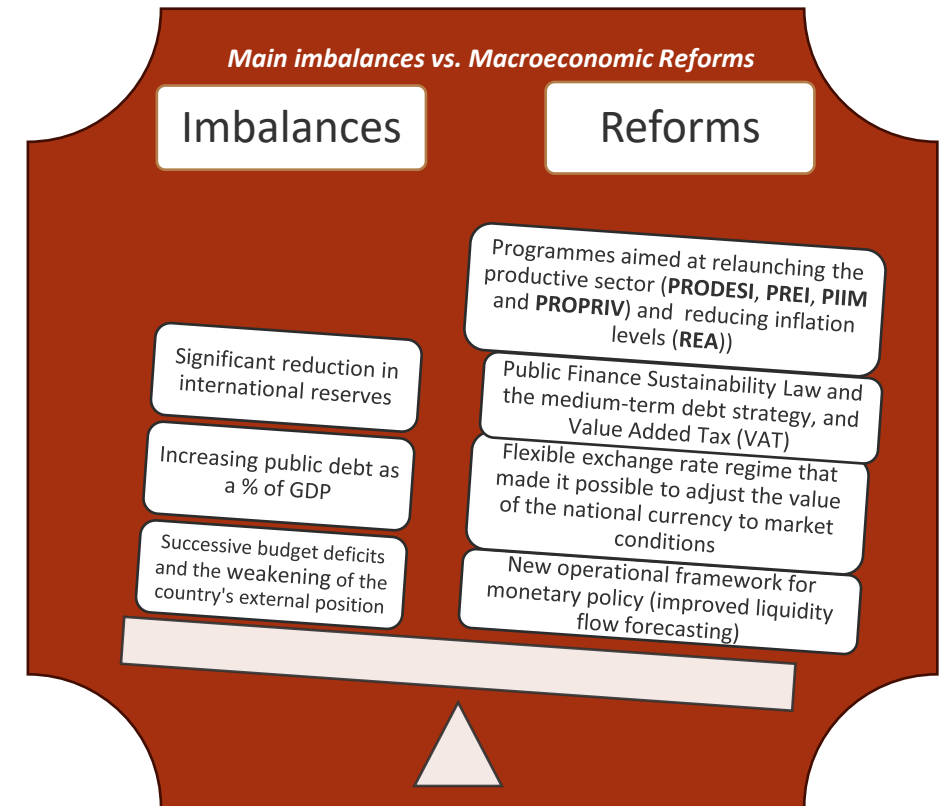 Main imbalances vs. Macroeconomic Reforms
Imbalances
Reforms
Significant reduction in
international reserves
Increasing public debt as
a % of GDP
Successive budget deficits
and the weakening of the
country's external position
Programmes aimed at relaunching the
productive sector (PRODESI, PREI, PIIM
and PROPRIV) and  reducing inflation
levels (REA))
Public Finance Sustainability Law and
the medium-term debt strategy, and
Value Added Tax (VAT)
Flexible exchange rate regime that
made it possible to adjust the value
of the national currency to market
conditions
New operational framework for
monetary policy (improved liquidity
flow forecasting)